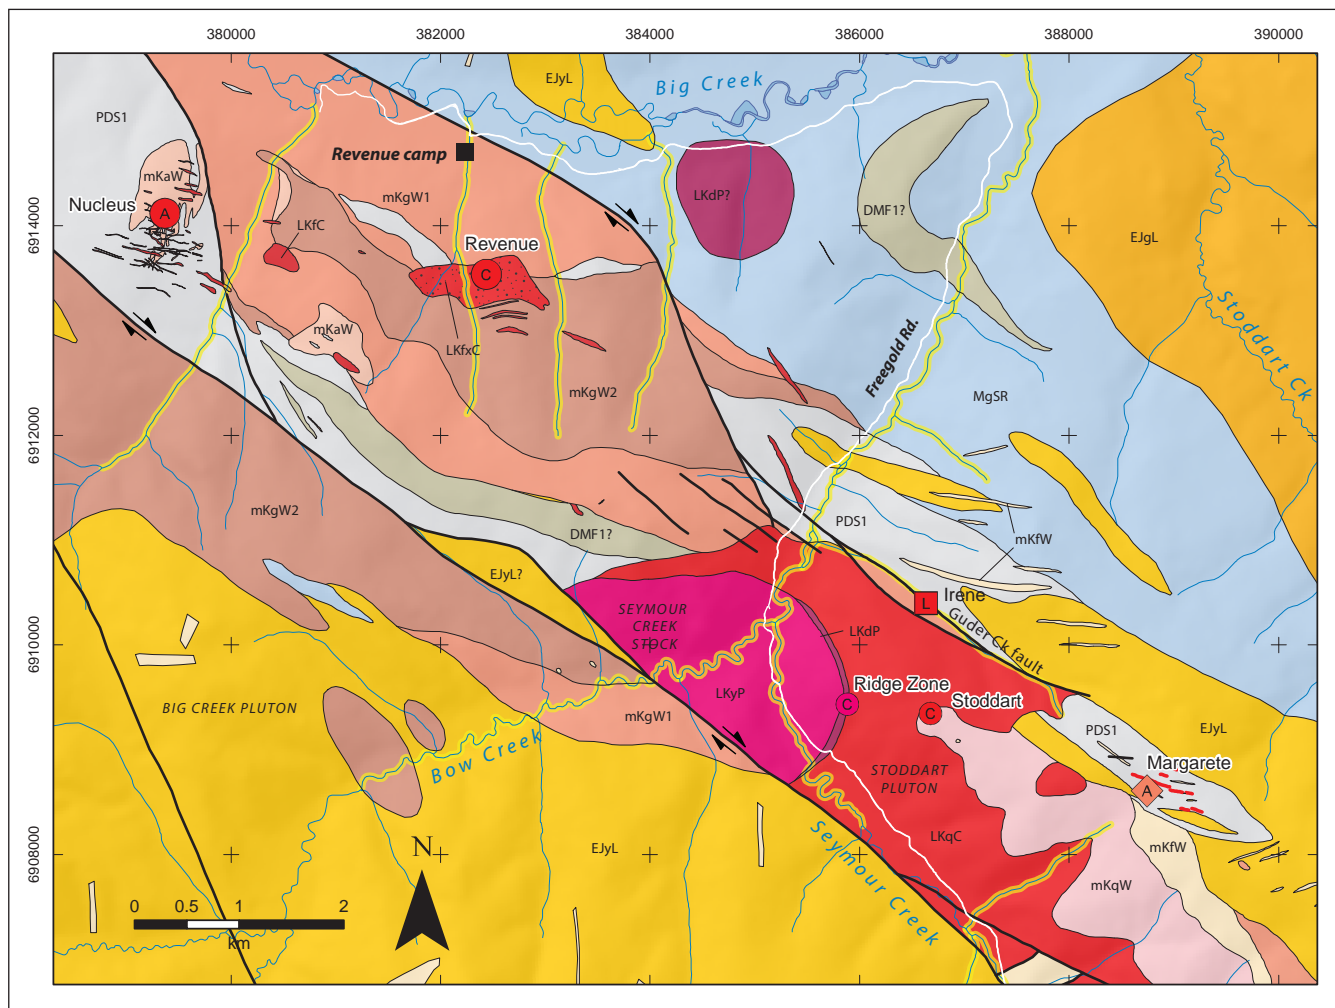 380000
382000
384000
386000
388000
390000
6914000
6912000
6910000
6908000
EJyL
Big Creek
PDS1
Revenue camp
mKaW
Nucleus
A
mKgW1
LKfC
LKdP?
DMF1?
EJgL
Revenue
C
Stoddart Ck
mKaW
LKfxC
Freegold Rd.
mKgW2
MgSR
mKgW2
PDS1
DMF1?
mKfW
EJyL?
SEYMOUR
CREEK
STOCK
L
Irene
Guder Ck fault
LKdP
LKyP
Ridge Zone
C
Stoddart
C
BIG CREEK PLUTON
mKgW1
Bow Creek
PDS1
EJyL
Margarete
A
STODDART
PLUTON
LKqC
EJyL
Seymour Creek
mKfW
mKqW
N
0
0.5
1
2
km